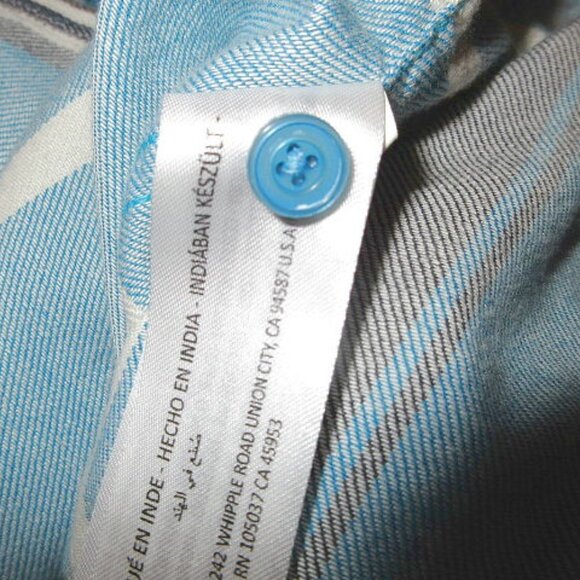 UÉ EN INDE - HECHO EN INDIA - INDIÁBAN KÉSZÜLT -
صُنع في الهند
242 WHIPPLE ROAD UNION CITY, CA 94587 U.S.A
RN 105037 CA 45953